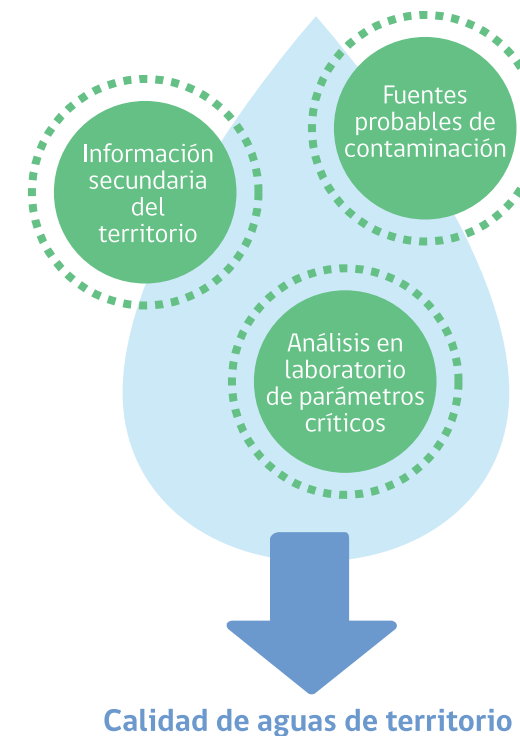 Información
secundaria
del
territorio
Fuentes
probables de
contaminación
Análisis en
laboratorio
de parámetros
críticos
Calidad de aguas de territorio